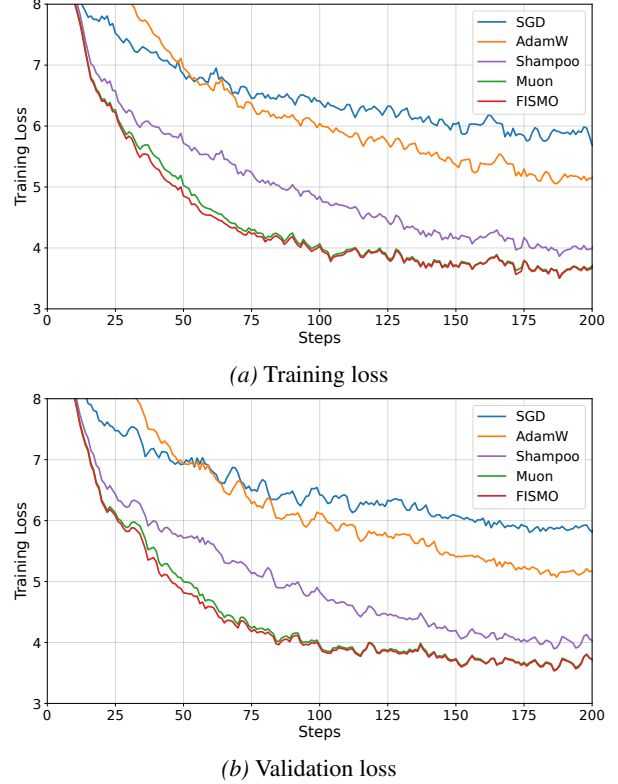 8
7
6
5
4
3
Training Loss
0 25 50 75 100 125 150 175 200
Steps
SGD
AdamW
Shampoo
Muon
FISMO
(a) Training loss
8
7
6
5
4
3
Training Loss
0 25 50 75 100 125 150 175 200
Steps
SGD
AdamW
Shampoo
Muon
FISMO
(b) Validation loss